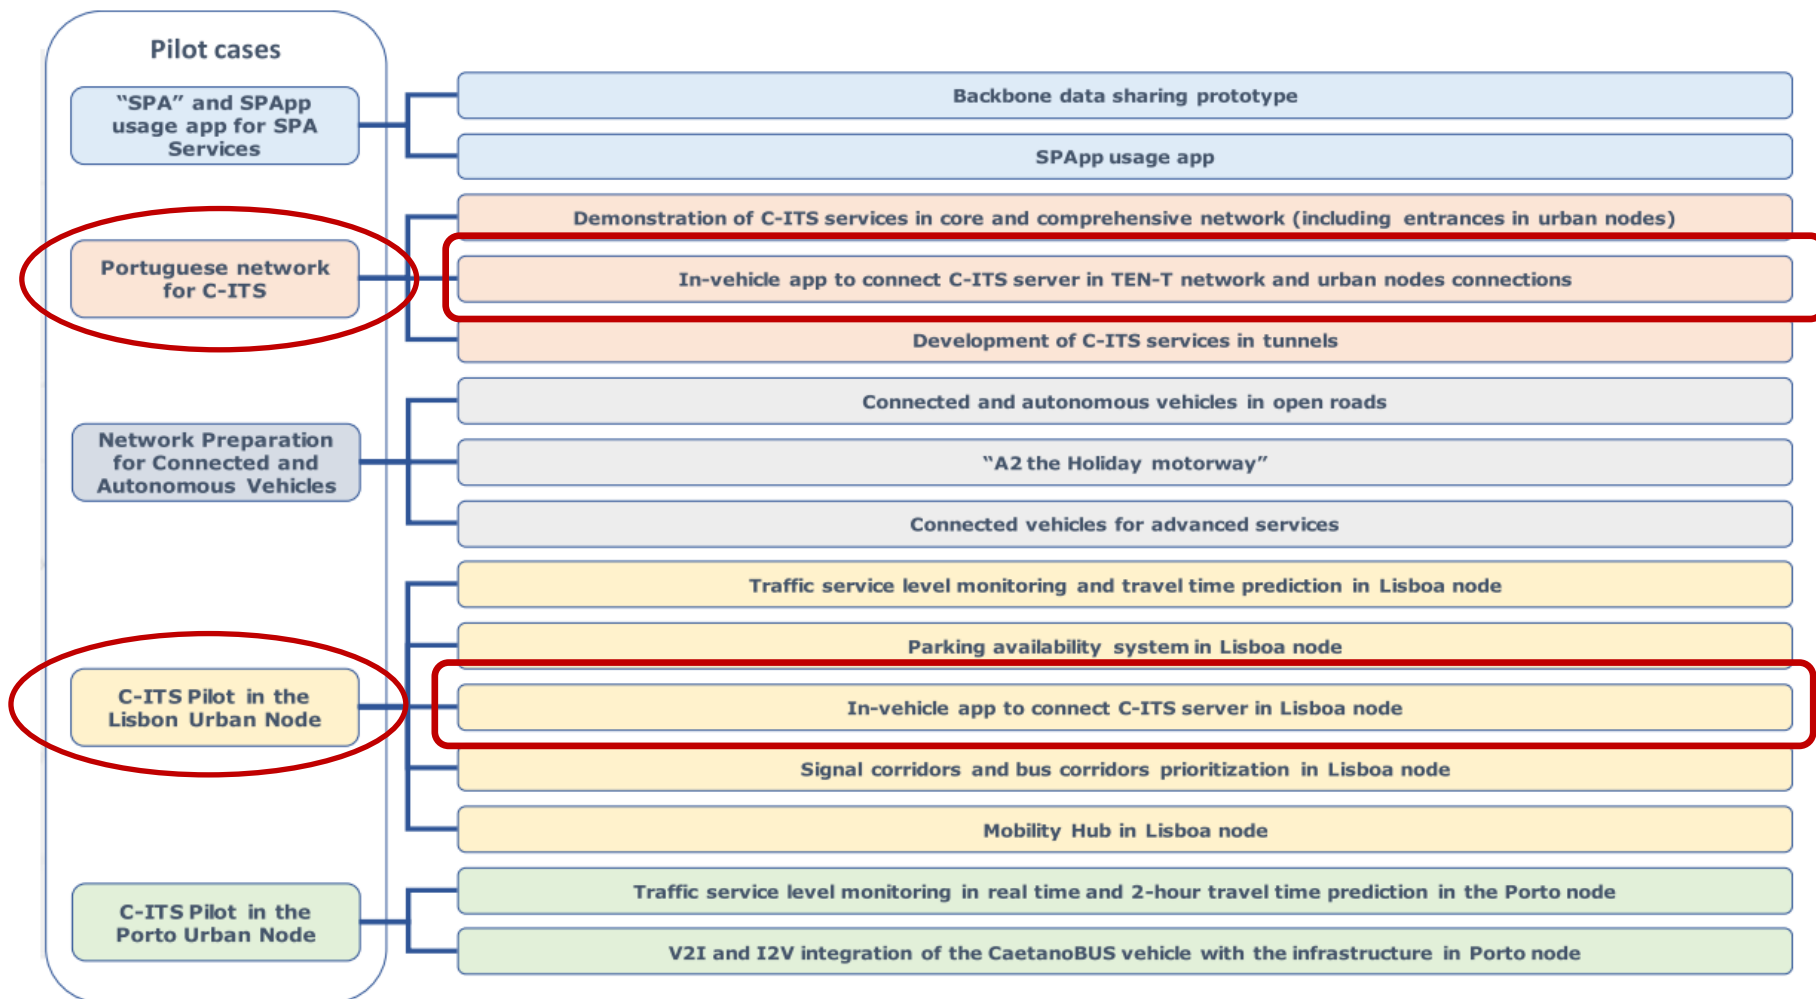 Pilot cases
“SPA” and SPApp
usage app for SPA
Services
Backbone data sharing prototype
SPApp usage app
Portuguese network
for C-ITS
Demonstration of C-ITS services in core and comprehensive network (including entrances in urban nodes)
In-vehicle app to connect C-ITS server in TEN-T network and urban nodes connections
Development of C-ITS services in tunnels
Network Preparation
for Connected and
Autonomous Vehicles
Connected and autonomous vehicles in open roads
“A2 the Holiday motorway”
Connected vehicles for advanced services
C-ITS Pilot in the
Lisbon Urban Node
Traffic service level monitoring and travel time prediction in Lisboa node
Parking availability system in Lisboa node
In-vehicle app to connect C-ITS server in Lisboa node
Signal corridors and bus corridors prioritization in Lisboa node
Mobility Hub in Lisboa node
C-ITS Pilot in the
Porto Urban Node
Traffic service level monitoring in real time and 2-hour travel time prediction in the Porto node
V2I and I2V integration of the CaetanoBUS vehicle with the infrastructure in Porto node